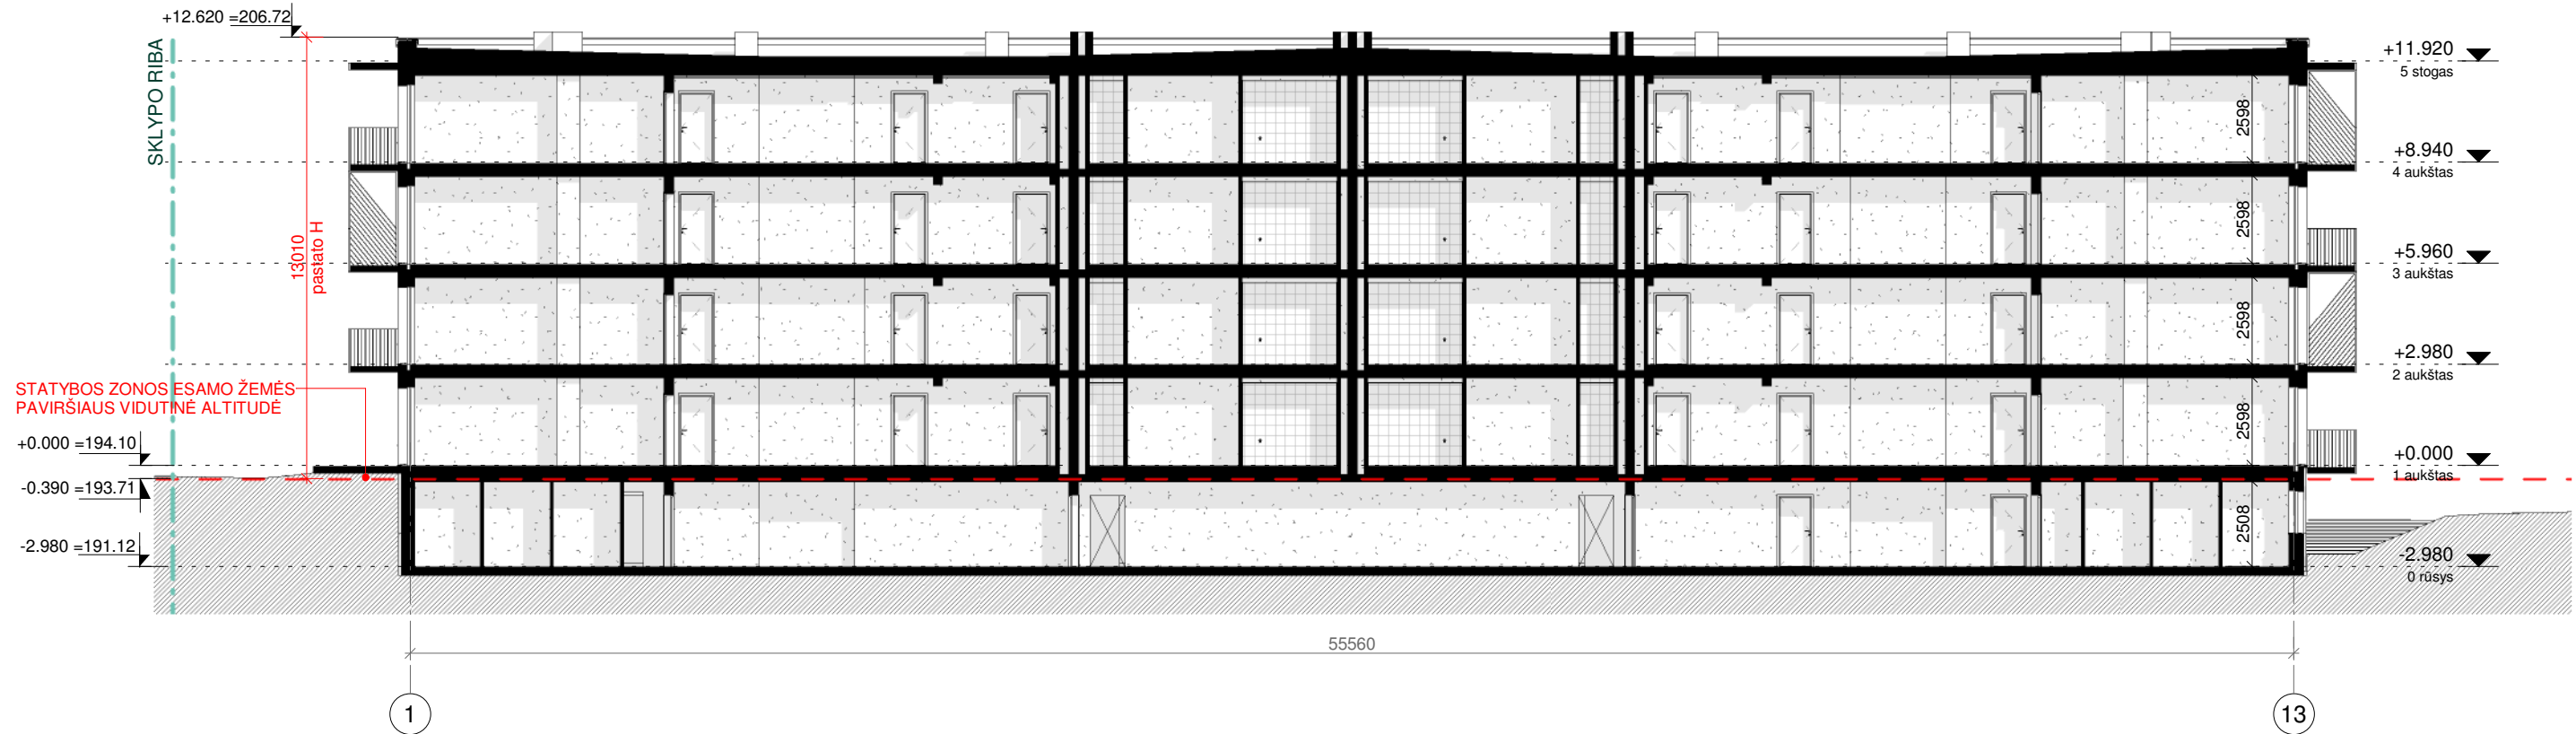 +12.620 =206.72
SKLYPO RIBA
13010
pastato H
STATYBOS ZONOS ESAMO ŽEMĖS
PAVIRŠIAUS VIDUTINĖ ALTITUDĖ
+0.000 =194.10
-0.390 =193.71
-2.980 =191.12
+11.920
5 stogas
2598
+8.940
4 aukštas
2598
+5.960
3 aukštas
2598
+2.980
2 aukštas
2598
+0.000
1 aukštas
2508
-2.980
0 rūsys
55560
1
13